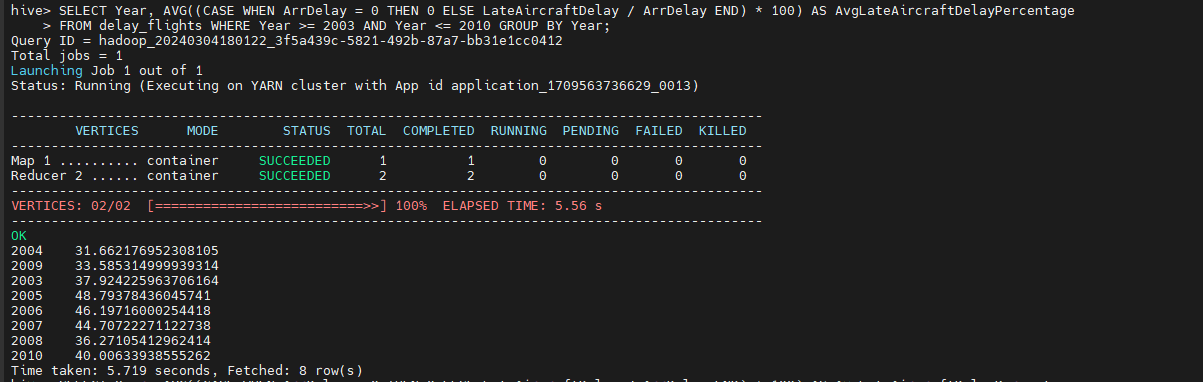 hive> SELECT Year, AVG((CASE WHEN ArrDelay = 0 THEN 0 ELSE LateAircraftDelay / ArrDelay END) * 100) AS AvgLateAircraftDelayPercentage
    > FROM delay_flights WHERE Year >= 2003 AND Year <= 2010 GROUP BY Year;
Query ID = hadoop_20240304180122_3f5a439c-5821-492b-87a7-bb31e1cc0412
Total jobs = 1
Launching Job 1 out of 1
Status: Running (Executing on YARN cluster with App id application_1709563736629_0013)
----------------------------------------------------------------------------------------------
        VERTICES      MODE        STATUS  TOTAL  COMPLETED  RUNNING  PENDING  FAILED  KILLED
----------------------------------------------------------------------------------------------
Map 1 .......... container     SUCCEEDED      1          1        0        0       0       0
Reducer 2 ...... container     SUCCEEDED      2          2        0        0       0       0
----------------------------------------------------------------------------------------------
VERTICES: 02/02  [==========================>>] 100%  ELAPSED TIME: 5.56 s
----------------------------------------------------------------------------------------------
OK
2004    31.662176952308105
2009    33.585314999939314
2003    37.924225963706164
2005    48.79378436045741
2006    46.19716000254418
2007    44.70722271122738
2008    36.27105412962414
2010    40.00633938555262
Time taken: 5.719 seconds, Fetched: 8 row(s)